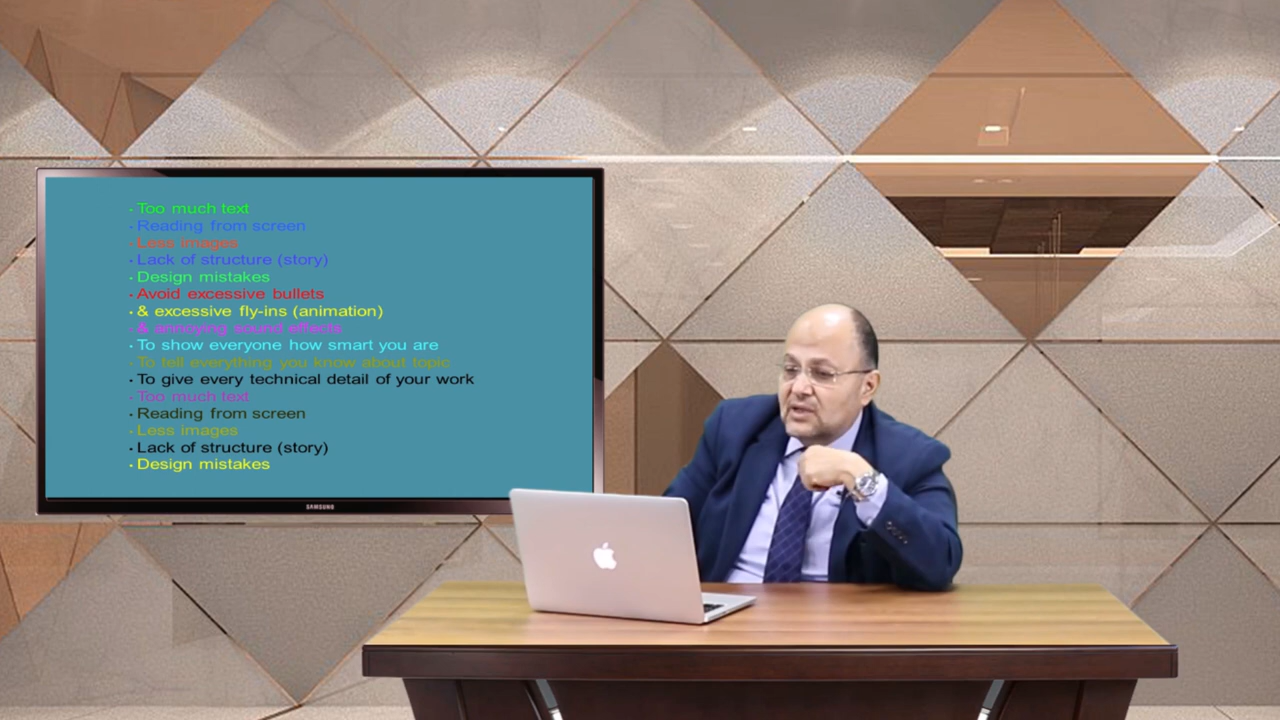 · Too much text
· Reading from screen
· Less images
· Lack of structure (story)
· Design mistakes
· Avoid excessive bullets
· & excessive fly-ins (animation)
· & annoying sound effects
· To show everyone how smart you are
· To tell everything you know about topic
· To give every technical detail of your work
· Too much text
· Reading from screen
· Less images
· Lack of structure (story)
· Design mistakes
SAMSUNG